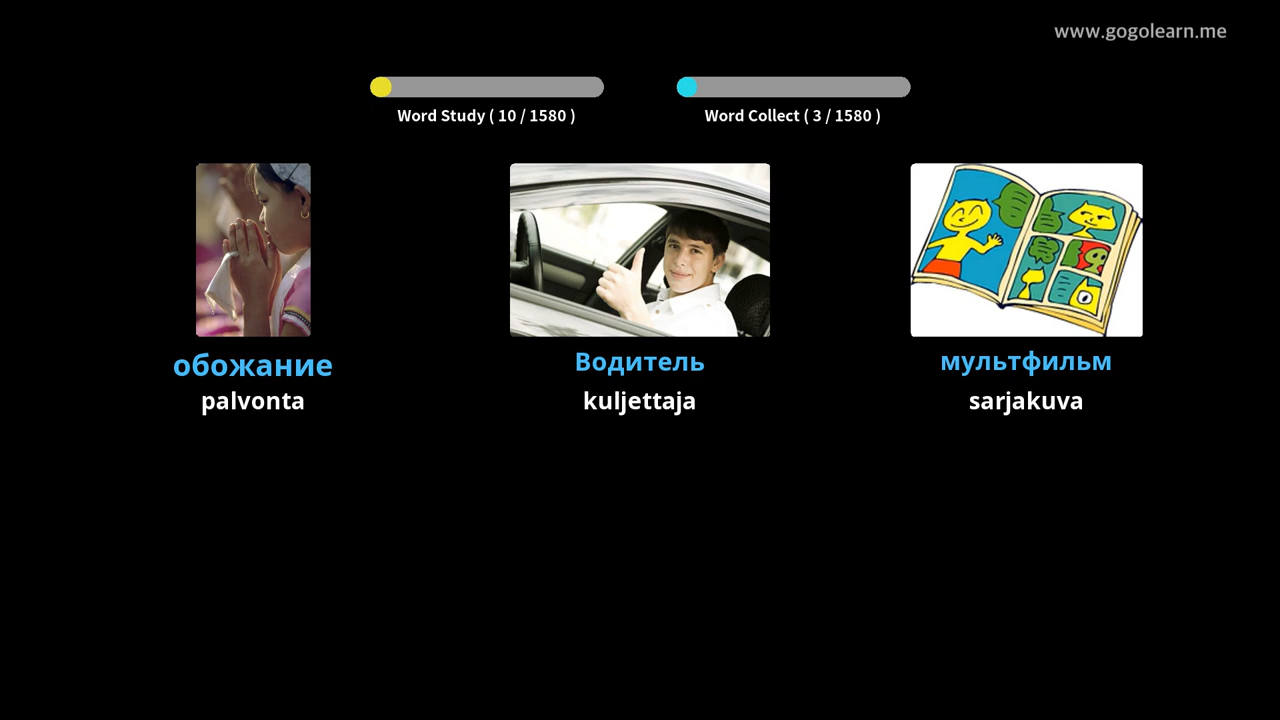 www.gogolearn.me
Word Study ( 10 / 1580 )
Word Collect ( 3 / 1580 )
обожание
palvonta
Водитель
kuljettaja
мультфильм
sarjakuva